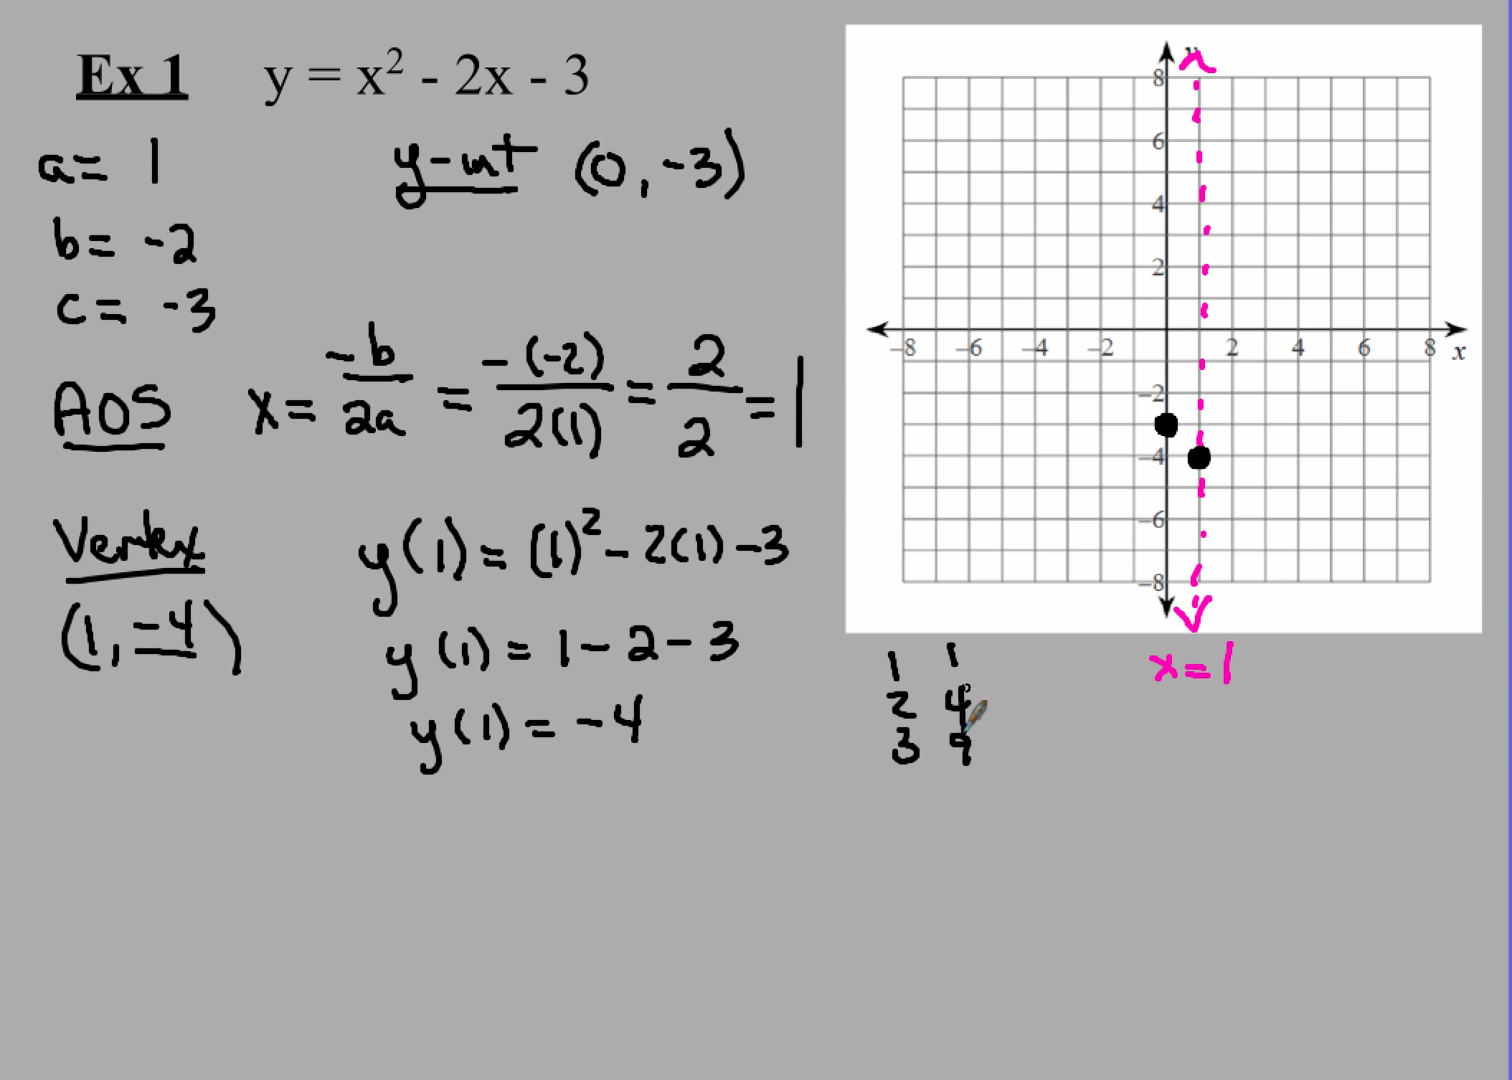 Ex 1 y = x² - 2x - 3
a = 1
y-int (0, -3)
b = -2
c = -3
AOS x = -b/2a = -(-2)/2(1) = 2/2 = 1
Vertex
(1, -4)
y(1) = (1)² - 2(1) - 3
y(1) = 1 - 2 - 3
y(1) = -4
y
8
6
4
2
-8 -6 -4 -2 2 4 6 8 x
-2
-4
-6
-8
x = 1
1 1
2 4
3 9